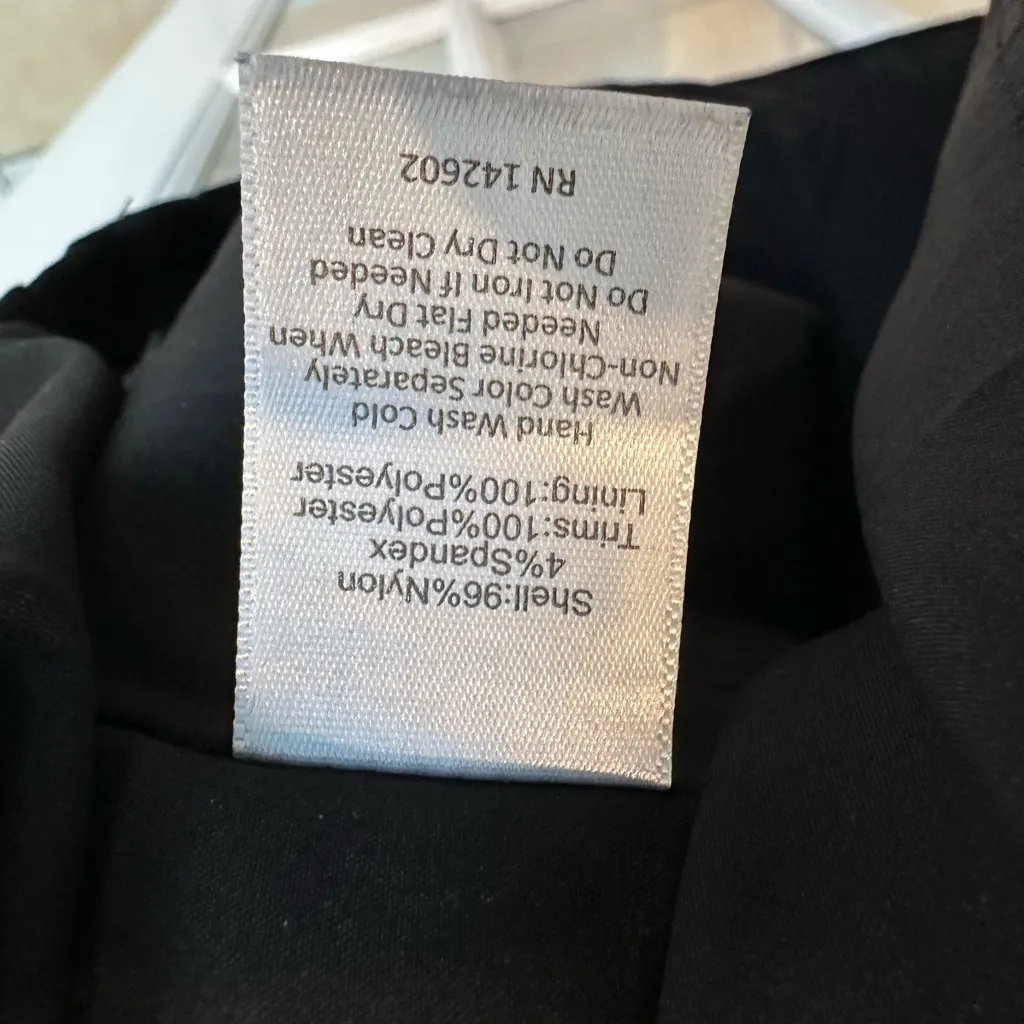 Shell:96%Nylon
4%Spandex
Trims:100%Polyester
Lining:100%Polyester
Hand Wash Cold
Wash Color Separately
Non-Chlorine Bleach When
Needed Flat Dry
Do Not Iron If Needed
Do Not Dry Clean
RN 142602